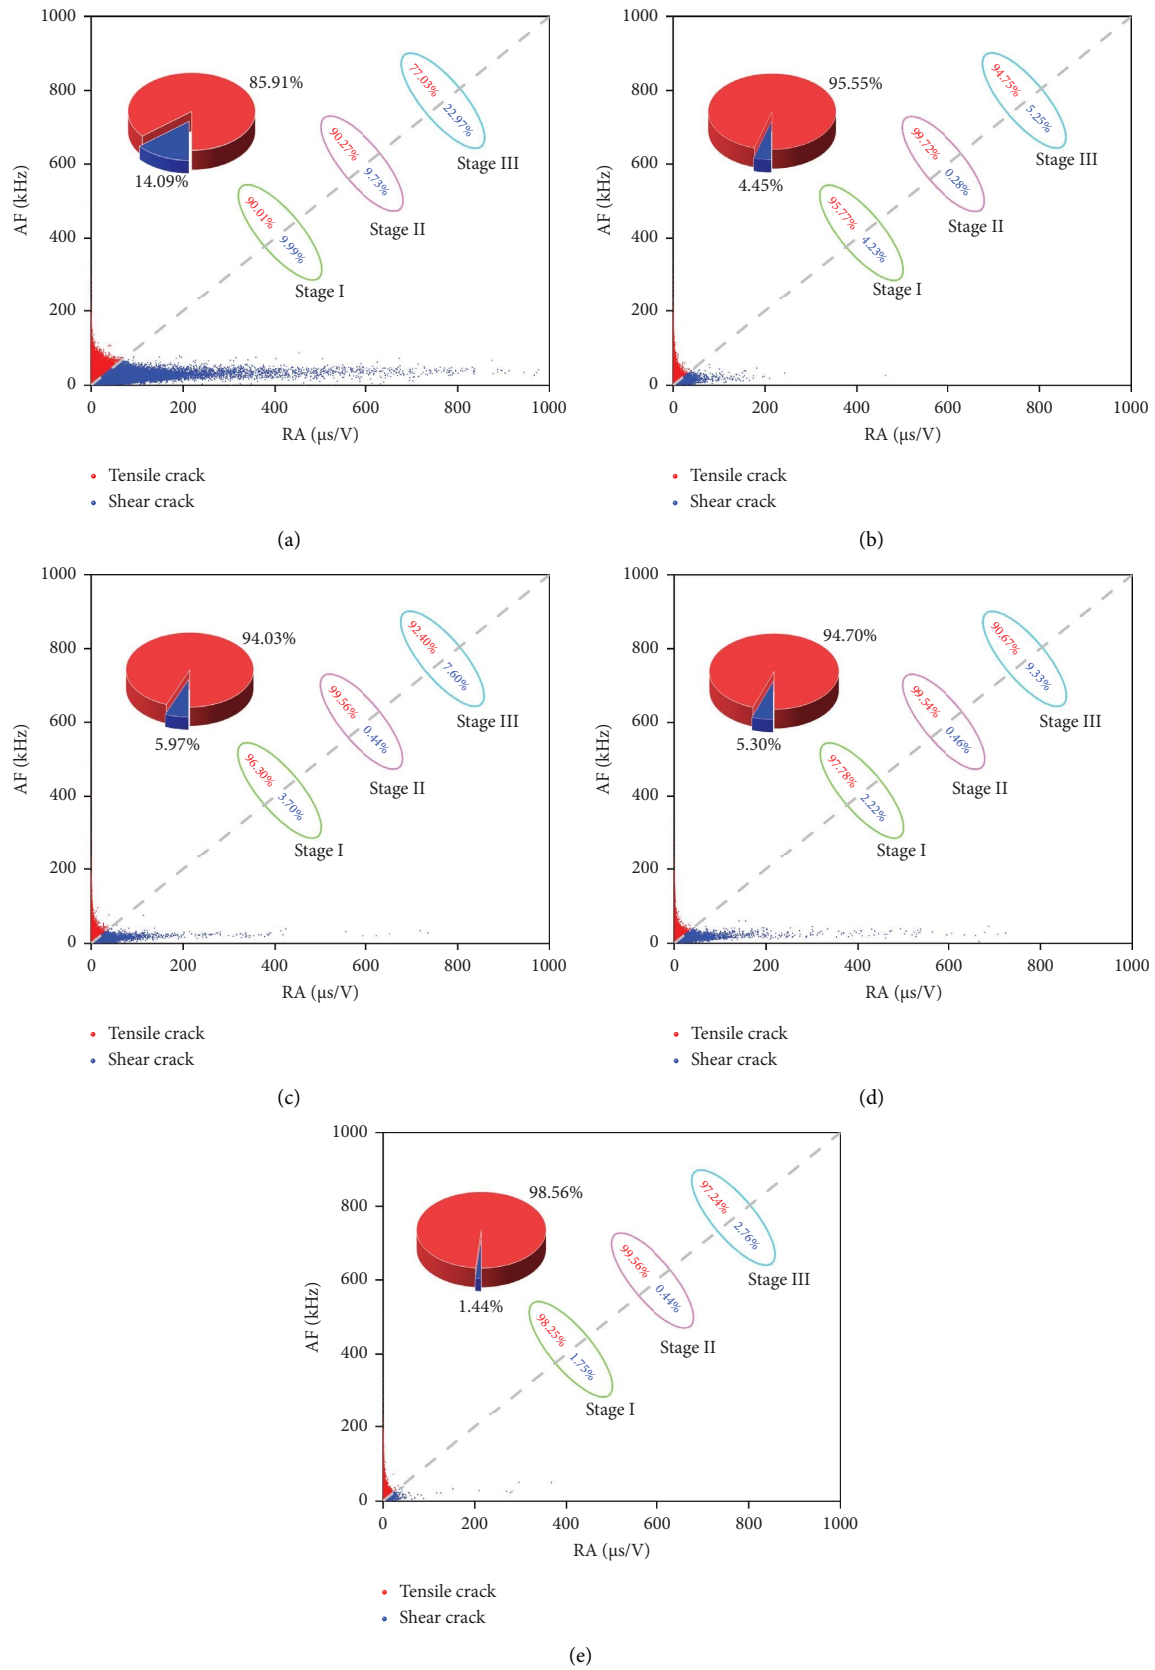 1000
800
600
400
200
0
AF (kHz)
85.91%
14.09%
77.03%
22.97%
Stage III
90.27%
9.73%
Stage II
90.01%
9.99%
Stage I
0 200 400 600 800 1000
RA (μs/V)
Tensile crack
Shear crack
(a)
1000
800
600
400
200
0
AF (kHz)
95.55%
4.45%
94.75%
5.25%
Stage III
99.72%
0.28%
Stage II
95.77%
4.23%
Stage I
0 200 400 600 800 1000
RA (μs/V)
Tensile crack
Shear crack
(b)
1000
800
600
400
200
0
AF (kHz)
94.03%
5.97%
92.40%
7.60%
Stage III
99.56%
0.44%
Stage II
96.30%
3.70%
Stage I
0 200 400 600 800 1000
RA (μs/V)
Tensile crack
Shear crack
(c)
1000
800
600
400
200
0
AF (kHz)
94.70%
5.30%
90.67%
9.33%
Stage III
99.54%
0.46%
Stage II
97.78%
2.22%
Stage I
0 200 400 600 800 1000
RA (μs/V)
Tensile crack
Shear crack
(d)
1000
800
600
400
200
0
AF (kHz)
98.56%
1.44%
97.24%
2.76%
Stage III
99.56%
0.44%
Stage II
98.25%
1.75%
Stage I
0 200 400 600 800 1000
RA (μs/V)
Tensile crack
Shear crack
(e)